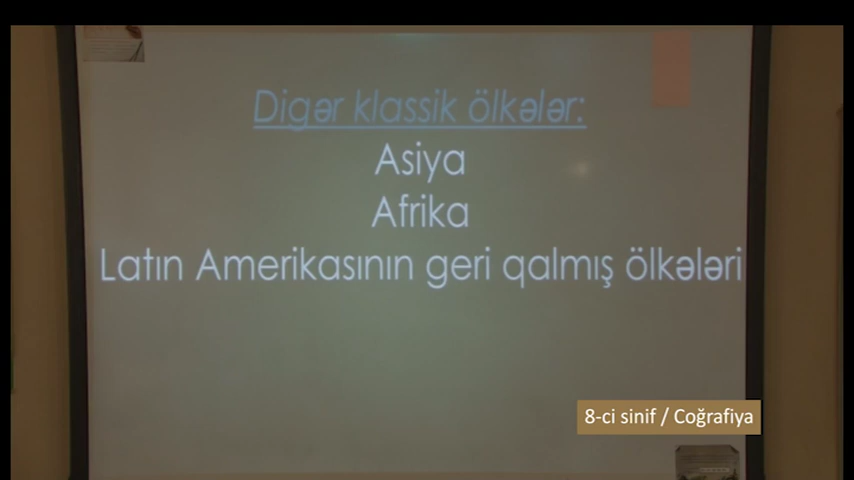 Digər klassik ölkələr:
Asiya
Afrika
Latın Amerikasının geri qalmış ölkələri
8-ci sinif / Coğrafiya